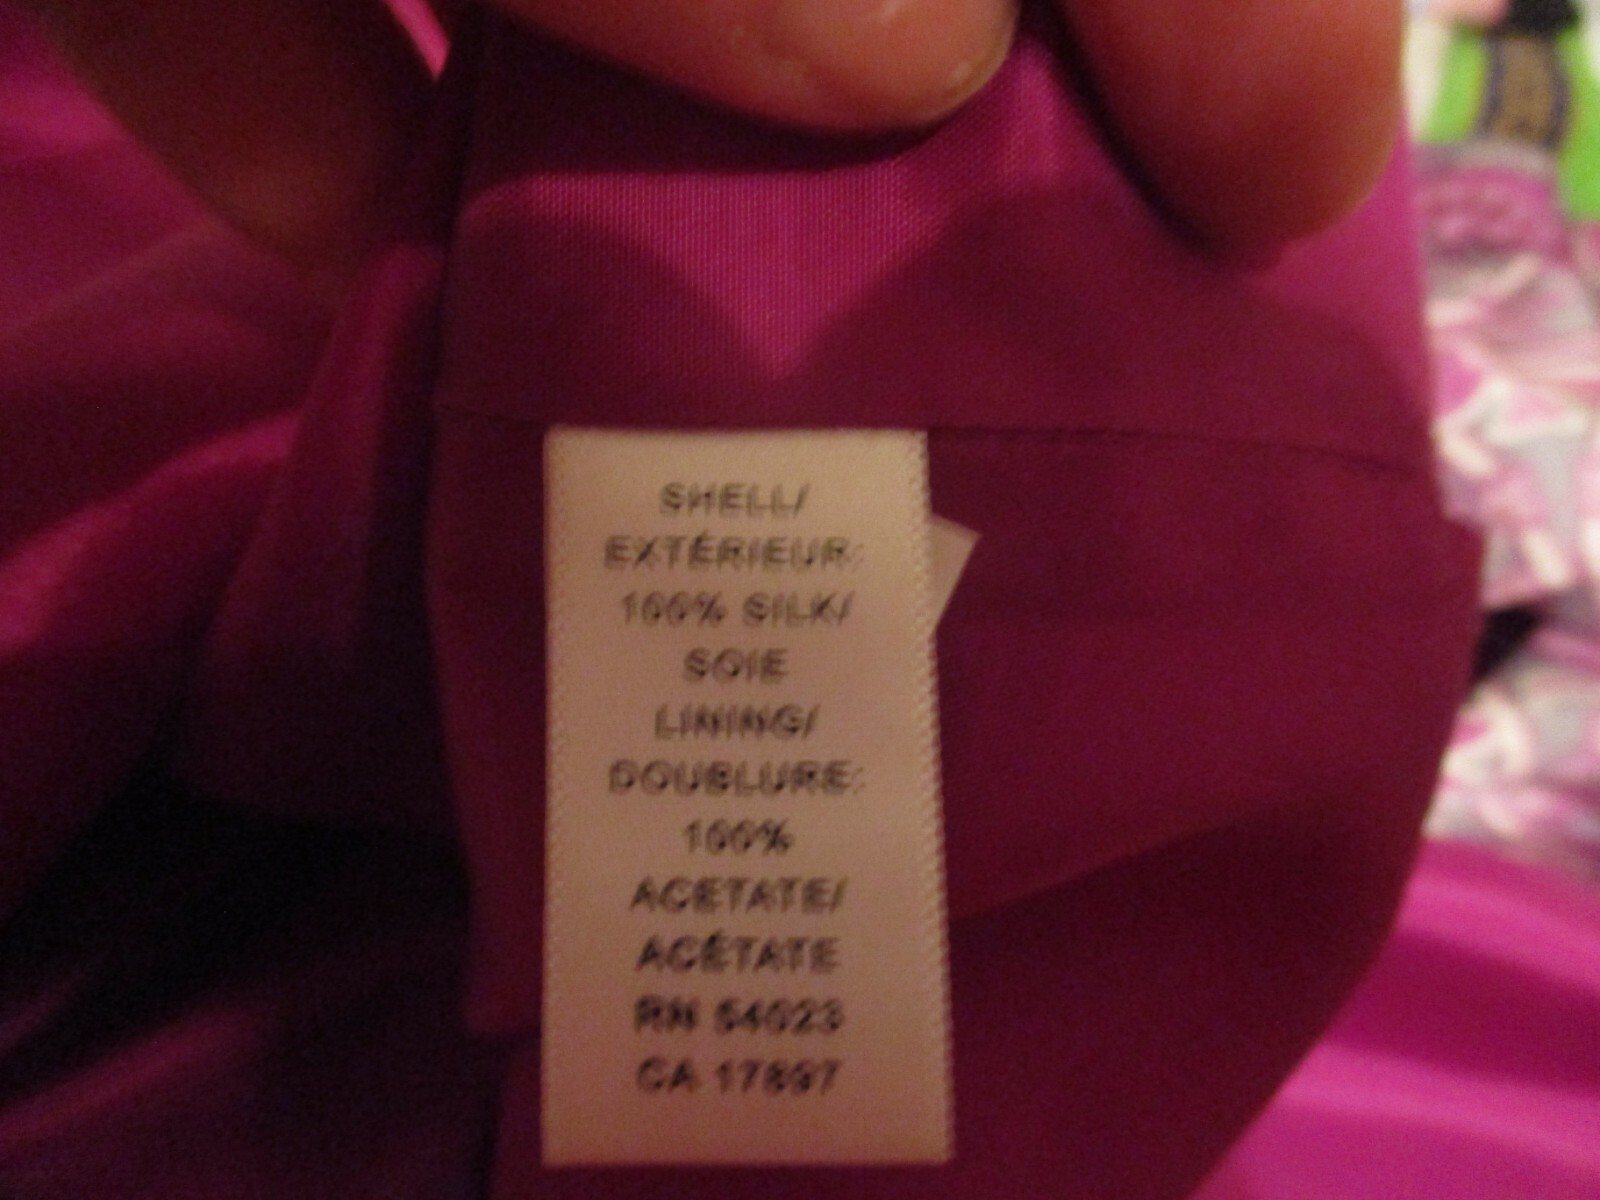 SHELL/
EXTÉRIEUR:
100% SILK/
SOIE
LINING/
DOUBLURE:
100%
ACETATE/
ACÉTATE
RN 54023
CA 17897